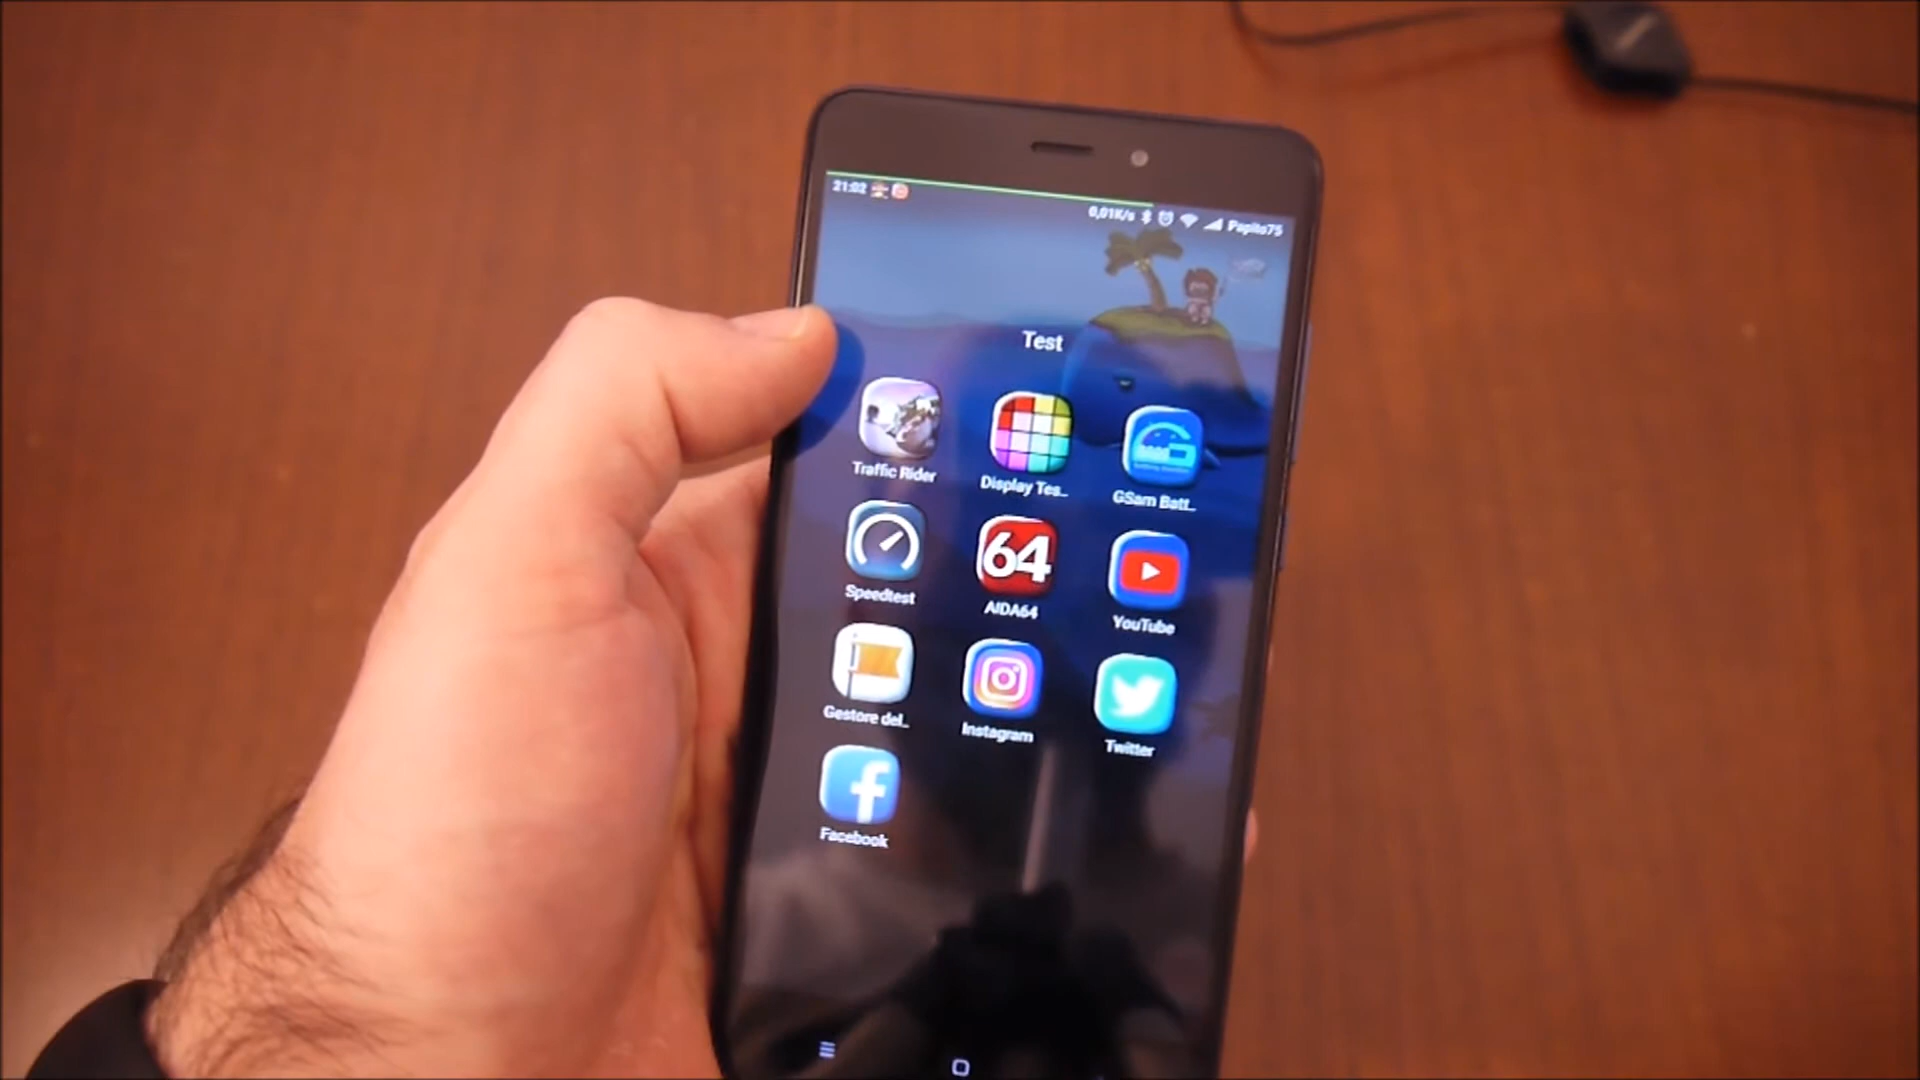 21:02
0,01K/s Papito75
Test
Traffic Rider
Display Tes..
GSam Batt..
Speedtest
64
AIDA64
YouTube
Gestore del..
Instagram
Twitter
Facebook